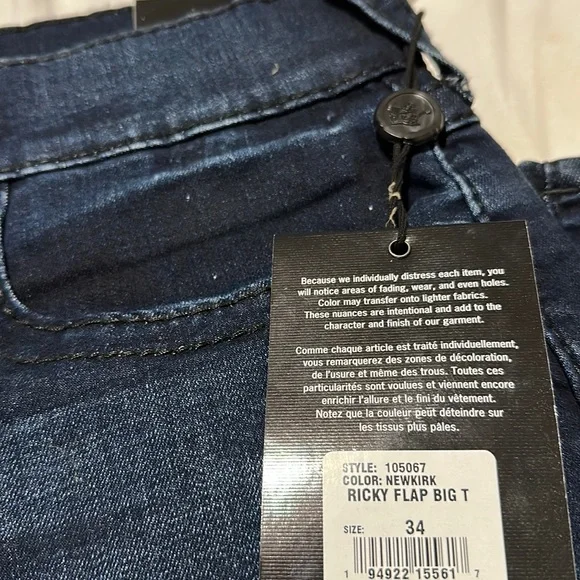 Because we individually distress each item, you
will notice areas of fading, wear, and even holes.
Color may transfer onto lighter fabrics.
These nuances are intentional and add to the
character and finish of our garment.
Comme chaque article est traité individuellement,
vous remarquerez des zones de décoloration,
de l'usure et même des trous. Toutes ces
particularités sont voulues et viennent encore
enrichir l'allure et le fini du vêtement.
Notez que la couleur peut déteindre sur
les tissus plus pâles.
STYLE: 105067
COLOR: NEWKIRK
RICKY FLAP BIG T
SIZE: 34
1 94922 15561 7